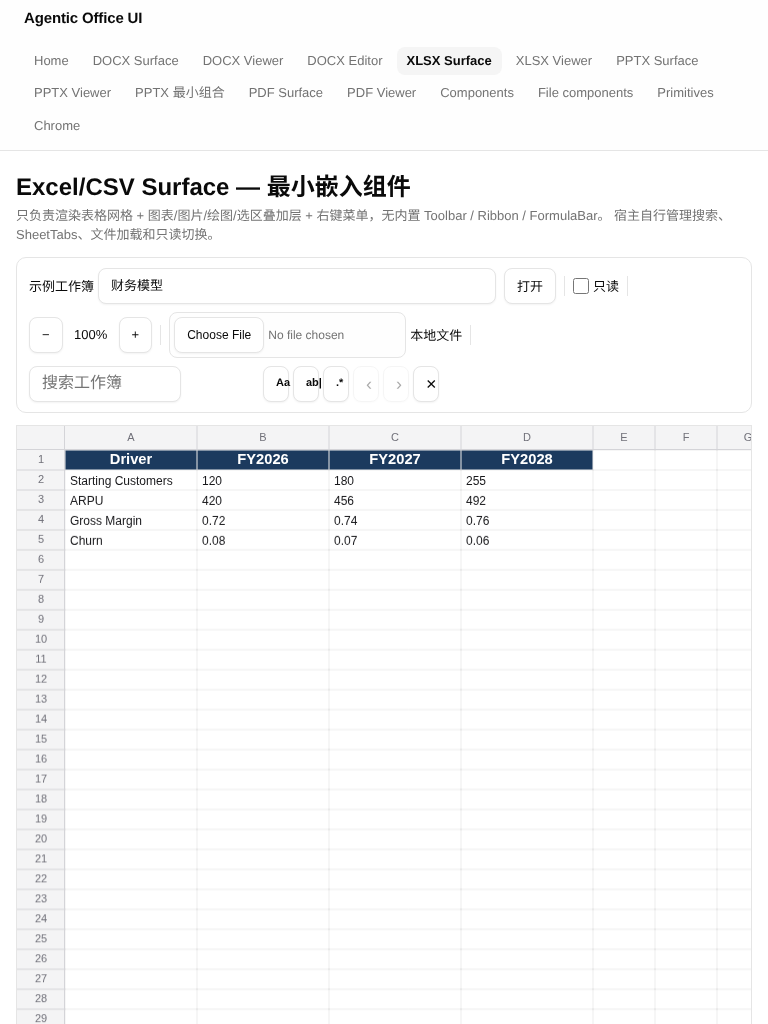 Agentic Office UI
Home DOCX Surface DOCX Viewer DOCX Editor XLSX Surface XLSX Viewer PPTX Surface
PPTX Viewer PPTX 最小组合 PDF Surface PDF Viewer Components File components Primitives
Chrome
Excel/CSV Surface — 最小嵌入组件
只负责渲染表格网格 + 图表/图片/绘图/选区叠加层 + 右键菜单，无内置 Toolbar / Ribbon / FormulaBar。 宿主自行管理搜索、
SheetTabs、文件加载和只读切换。
示例工作簿 财务模型 打开 只读
− 100% + Choose File No file chosen 本地文件
搜索工作簿 Aa ab| .* ‹ › ×
A B C D E F G
1 Driver FY2026 FY2027 FY2028
2 Starting Customers 120 180 255
3 ARPU 420 456 492
4 Gross Margin 0.72 0.74 0.76
5 Churn 0.08 0.07 0.06
6
7
8
9
10
11
12
13
14
15
16
17
18
19
20
21
22
23
24
25
26
27
28
29